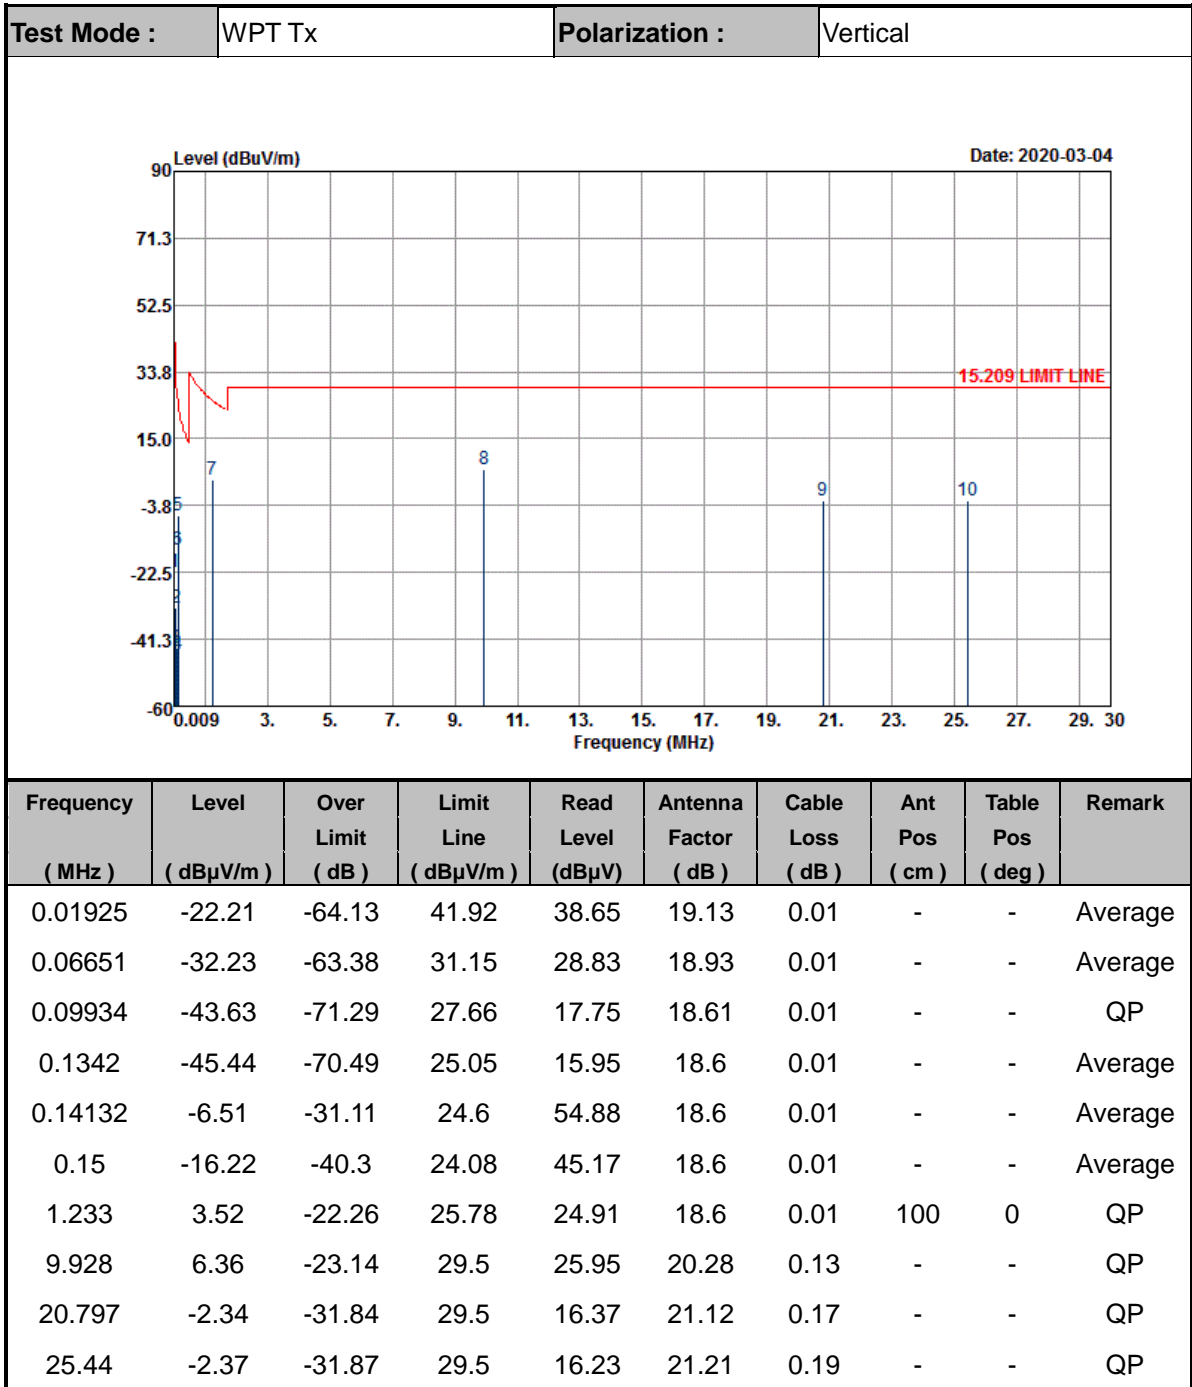 Test Mode : WPT Tx Polarization : Vertical
Level (dBuV/m) Date: 2020-03-04
90
71.3
52.5
33.8
15.209 LIMIT LINE
15.0
8
7
9 10
-3.8 5
6
1
-22.5
2
-41.3
-60
0.009 3. 5. 7. 9. 11. 13. 15. 17. 19. 21. 23. 25. 27. 29. 30
Frequency (MHz)
Frequency Level Over Limit Read Antenna Cable Ant Table Remark
Limit Line Level Factor Loss Pos Pos
( MHz ) ( dBµV/m ) ( dB ) ( dBµV/m ) (dBµV) ( dB ) ( dB ) ( cm ) ( deg )
0.01925 -22.21 -64.13 41.92 38.65 19.13 0.01 - - Average
0.06651 -32.23 -63.38 31.15 28.83 18.93 0.01 - - Average
0.09934 -43.63 -71.29 27.66 17.75 18.61 0.01 - - QP
0.1342 -45.44 -70.49 25.05 15.95 18.6 0.01 - - Average
0.14132 -6.51 -31.11 24.6 54.88 18.6 0.01 - - Average
0.15 -16.22 -40.3 24.08 45.17 18.6 0.01 - - Average
1.233 3.52 -22.26 25.78 24.91 18.6 0.01 100 0 QP
9.928 6.36 -23.14 29.5 25.95 20.28 0.13 - - QP
20.797 -2.34 -31.84 29.5 16.37 21.12 0.17 - - QP
25.44 -2.37 -31.87 29.5 16.23 21.21 0.19 - - QP